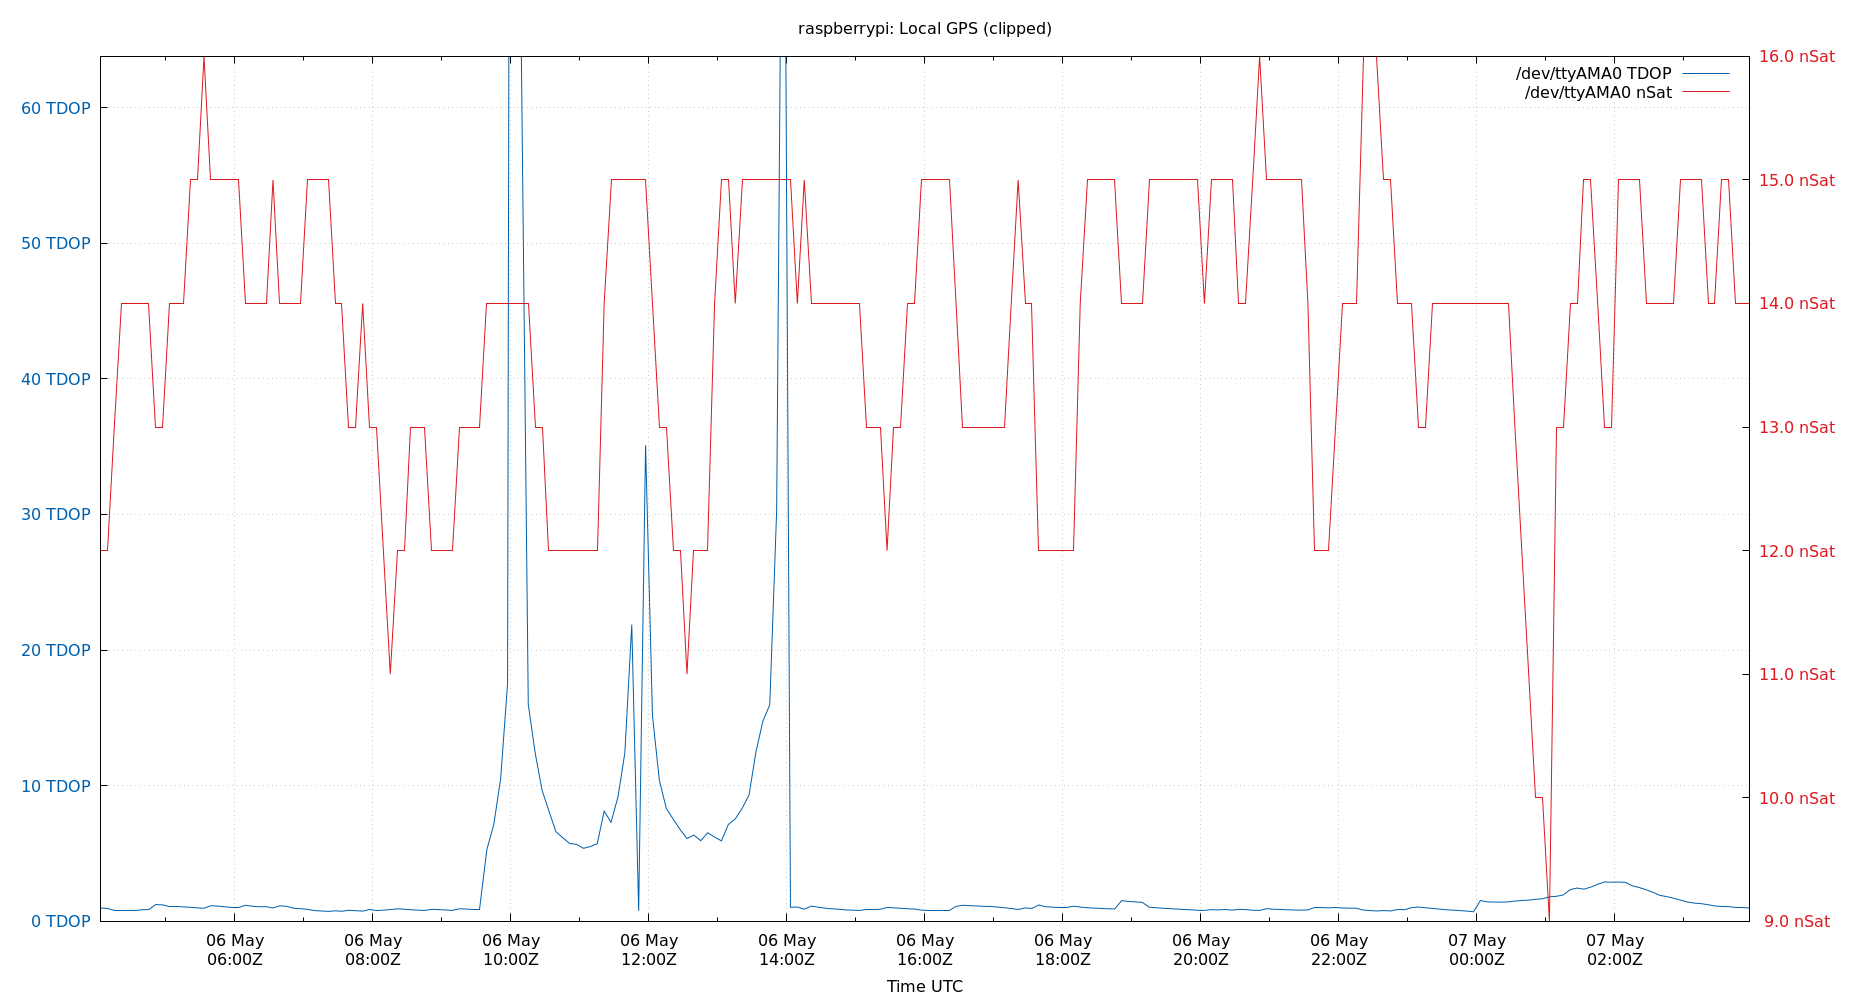 raspberrypi: Local GPS (clipped)
/dev/ttyAMA0 TDOP
/dev/ttyAMA0 nSat
60 TDOP
50 TDOP
40 TDOP
30 TDOP
20 TDOP
10 TDOP
0 TDOP
16.0 nSat
15.0 nSat
14.0 nSat
13.0 nSat
12.0 nSat
11.0 nSat
10.0 nSat
9.0 nSat
06 May
06:00Z
06 May
08:00Z
06 May
10:00Z
06 May
12:00Z
06 May
14:00Z
06 May
16:00Z
06 May
18:00Z
06 May
20:00Z
06 May
22:00Z
07 May
00:00Z
07 May
02:00Z
Time UTC